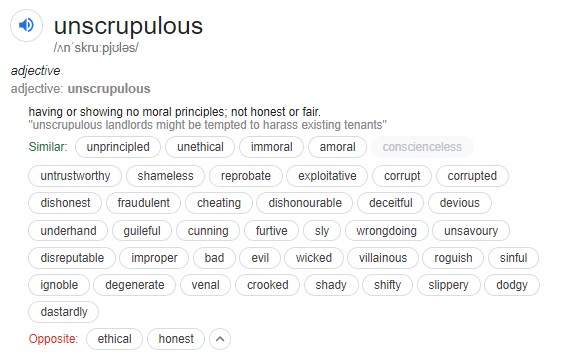 unscrupulous
/ʌnˈskruːpjʊləs/
adjective
adjective: unscrupulous
having or showing no moral principles; not honest or fair.
"unscrupulous landlords might be tempted to harass existing tenants"
Similar: unprincipled unethical immoral amoral conscienceless
untrustworthy shameless reprobate exploitative corrupt corrupted
dishonest fraudulent cheating dishonourable deceitful devious
underhand guileful cunning furtive sly wrongdoing unsavoury
disreputable improper bad evil wicked villainous roguish sinful
ignoble degenerate venal crooked shady shifty slippery dodgy
dastardly
Opposite: ethical honest